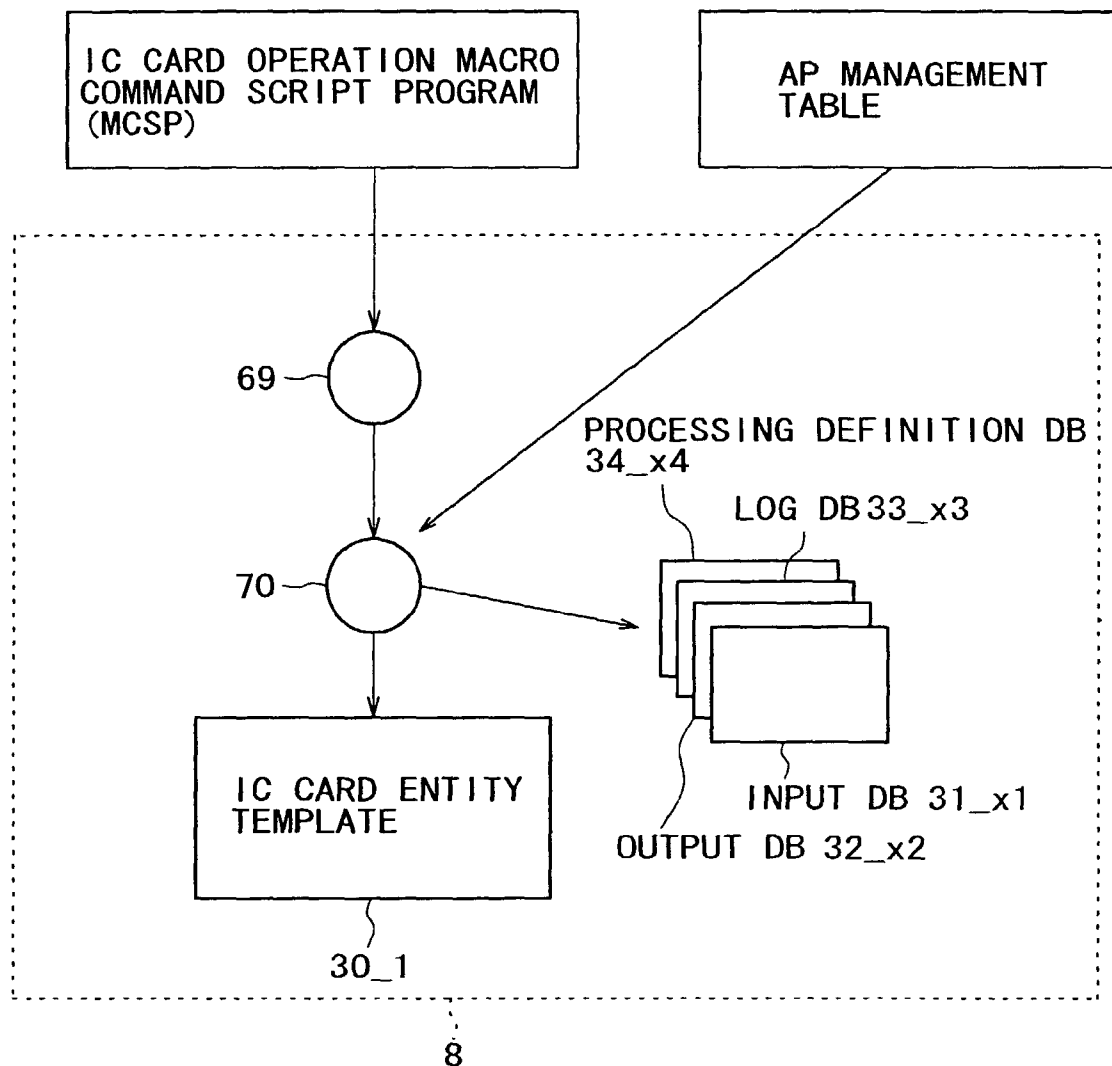 IC CARD OPERATION MACRO
COMMAND SCRIPT PROGRAM
(MCSP)
AP MANAGEMENT
TABLE
69
PROCESSING DEFINITION DB
34_x4
LOG DB 33_x3
70
IC CARD ENTITY
TEMPLATE
INPUT DB 31_x1
OUTPUT DB 32_x2
30_1
8